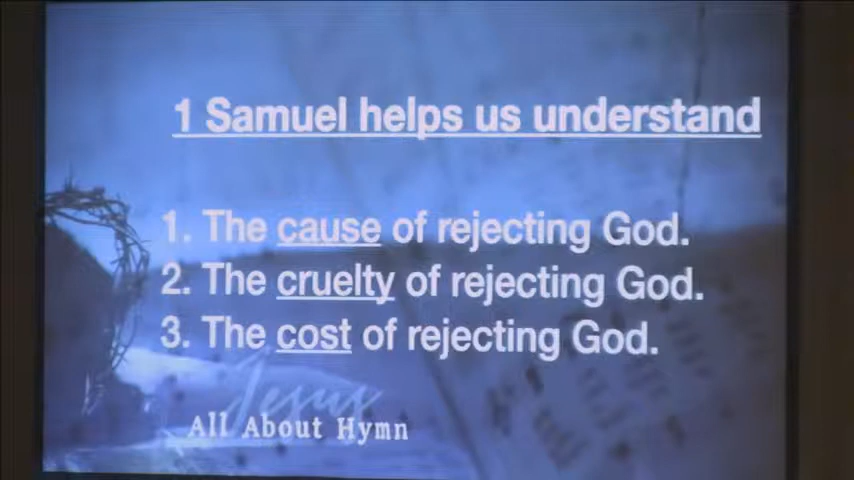 1 Samuel helps us understand
1. The cause of rejecting God.
2. The cruelty of rejecting God.
3. The cost of rejecting God.
Jesus
All About Hymn